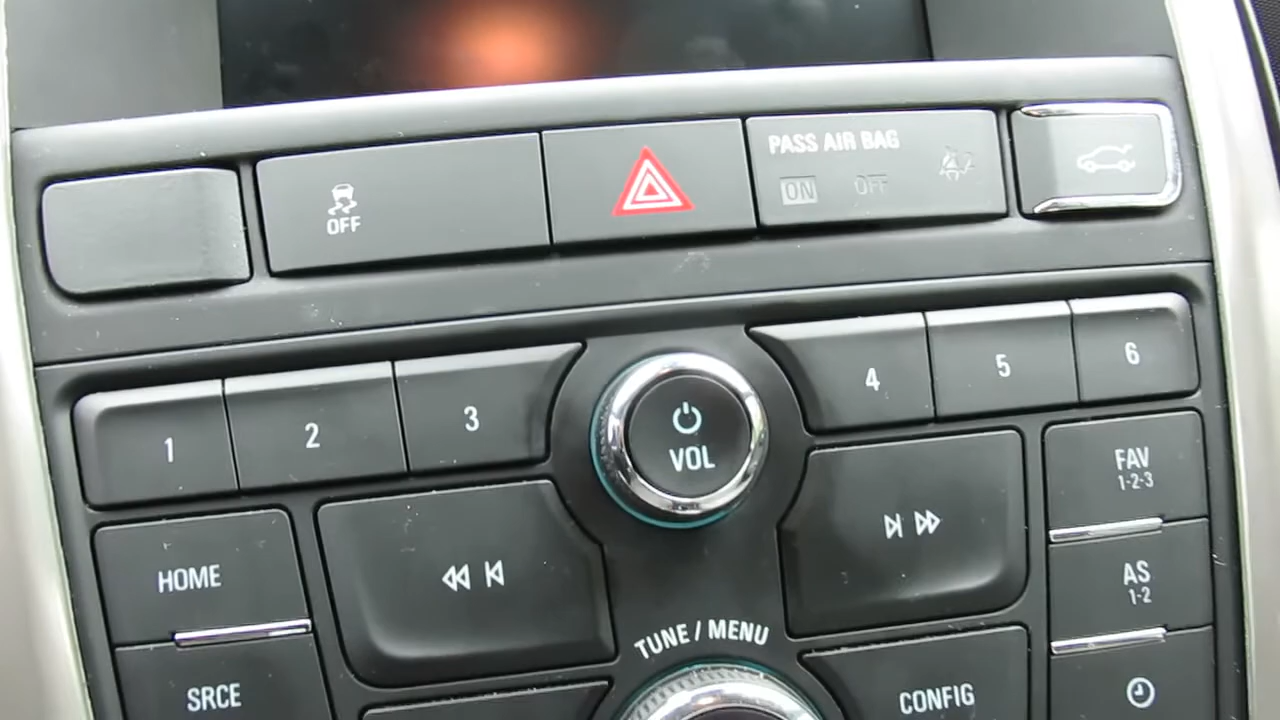 OFF
PASS AIR BAG
ON OFF
1
2
3
VOL
4
5
6
HOME
FAV
1-2-3
AS
1-2
TUNE / MENU
SRCE
CONFIG